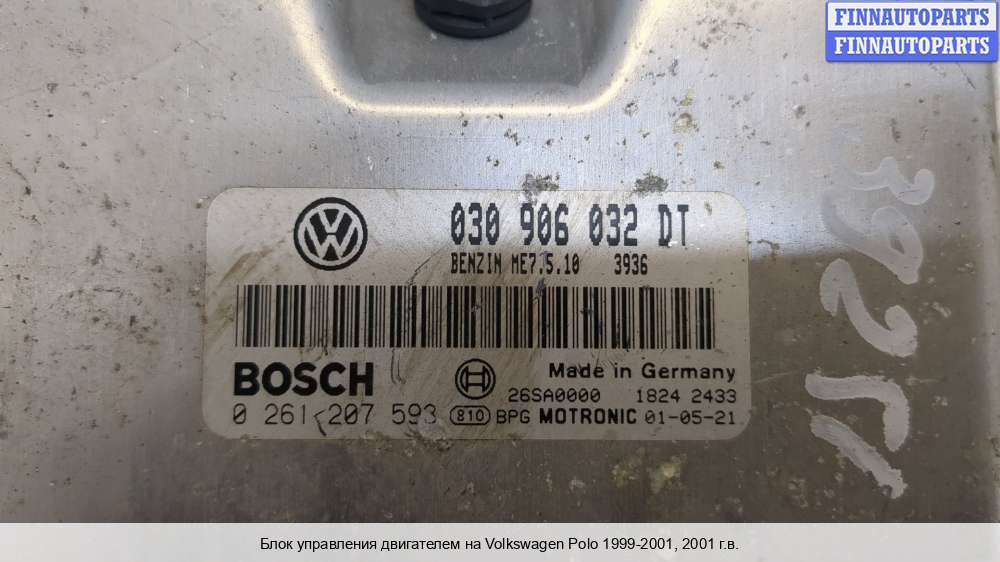 FINNAUTOPARTS
FINNAUTOPARTS
030 906 032 DT
BENZIN ME7.5.10 3936
BOSCH
Made in Germany
26SA0000 1824 2433
0 261 207 593 810 BPG MOTRONIC 01-05-21
Блок управления двигателем на Volkswagen Polo 1999-2001, 2001 г.в.